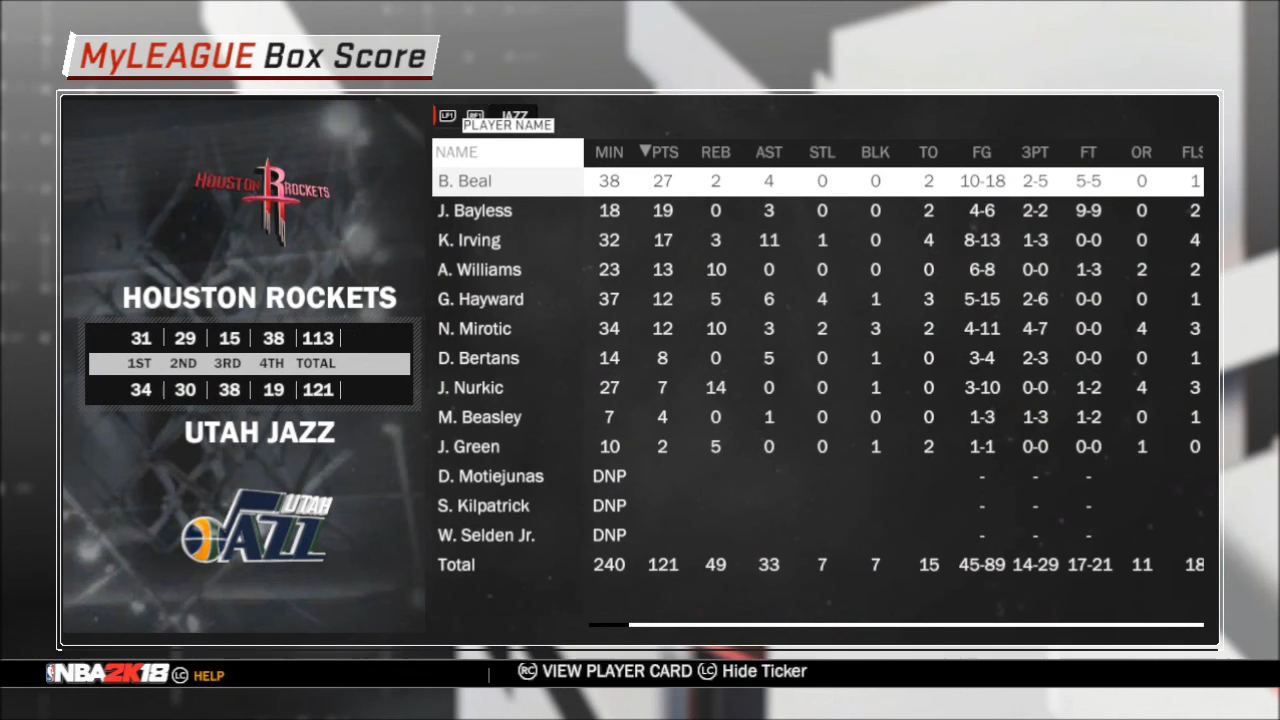 MyLEAGUE Box Score
HOUSTON ROCKETS
HOUSTON ROCKETS
31 29 15 38 113
1ST 2ND 3RD 4TH TOTAL
34 30 38 19 121
UTAH JAZZ
UTAH JAZZ
JAZZ
PLAYER NAME
NAME MIN ▼PTS REB AST STL BLK TO FG 3PT FT OR FLS
B. Beal 38 27 2 4 0 0 2 10-18 2-5 5-5 0 1
J. Bayless 18 19 0 3 0 0 2 4-6 2-2 9-9 0 2
K. Irving 32 17 3 11 1 0 4 8-13 1-3 0-0 0 4
A. Williams 23 13 10 0 0 0 0 6-8 0-0 1-3 2 2
G. Hayward 37 12 5 6 4 1 3 5-15 2-6 0-0 0 1
N. Mirotic 34 12 10 3 2 3 2 4-11 4-7 0-0 4 3
D. Bertans 14 8 0 5 0 1 0 3-4 2-3 0-0 0 1
J. Nurkic 27 7 14 0 0 1 0 3-10 0-0 1-2 4 3
M. Beasley 7 4 0 1 0 0 0 1-3 1-3 1-2 0 1
J. Green 10 2 5 0 0 1 2 1-1 0-0 0-0 1 0
D. Motiejunas DNP - - -
S. Kilpatrick DNP - - -
W. Selden Jr. DNP - - -
Total 240 121 49 33 7 7 15 45-89 14-29 17-21 11 18
NBA2K18 LC HELP RC VIEW PLAYER CARD LC Hide Ticker